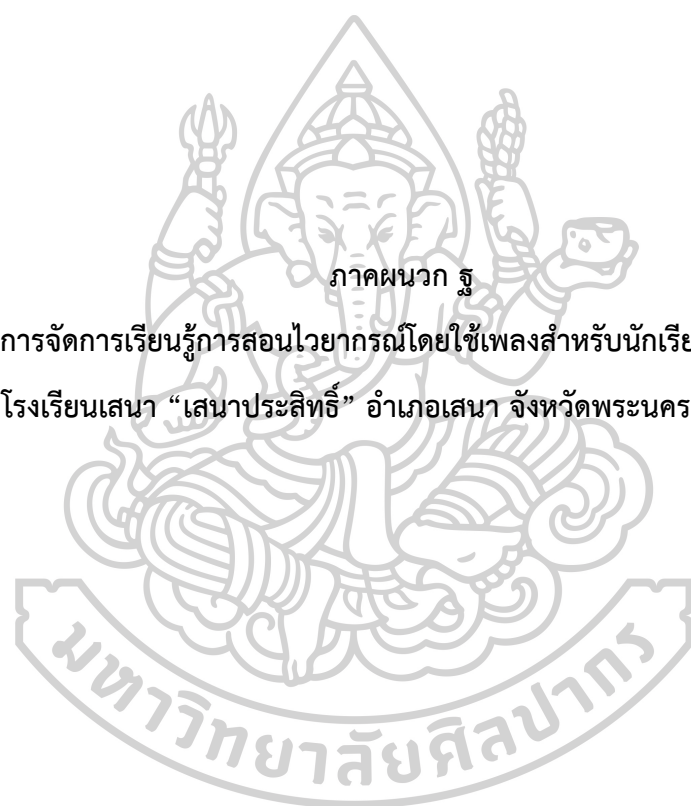 ภาคผนวก ฐ
การจัดการเรียนรู้การสอนไวยากรณ์โดยใช้เพลงสำหรับนักเรีย
โรงเรียนเสนา “เสนาประสิทธิ์” อำเภอเสนา จังหวัดพระนคร
มหาวิทยาลัยศิลปากร